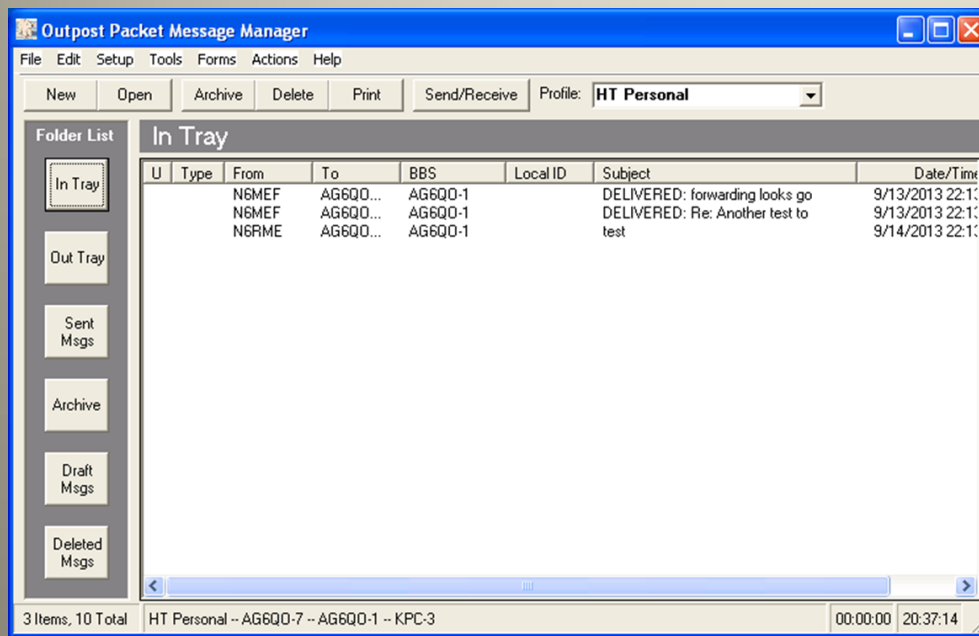 Outpost Packet Message Manager
File Edit Setup Tools Forms Actions Help
New Open Archive Delete Print Send/Receive Profile: HT Personal
Folder List In Tray
U Type From To BBS Local ID Subject Date/Time
N6MEF AG6QO... AG6QO-1 DELIVERED: forwarding looks go 9/13/2013 22:1
N6MEF AG6QO... AG6QO-1 DELIVERED: Re: Another test to 9/13/2013 22:1
N6RME AG6QO... AG6QO-1 test 9/14/2013 22:1
In Tray
Out Tray
Sent
Msgs
Archive
Draft
Msgs
Deleted
Msgs
3 Items, 10 Total HT Personal -- AG6QO-7 -- AG6QO-1 -- KPC-3 00:00:00 20:37:14